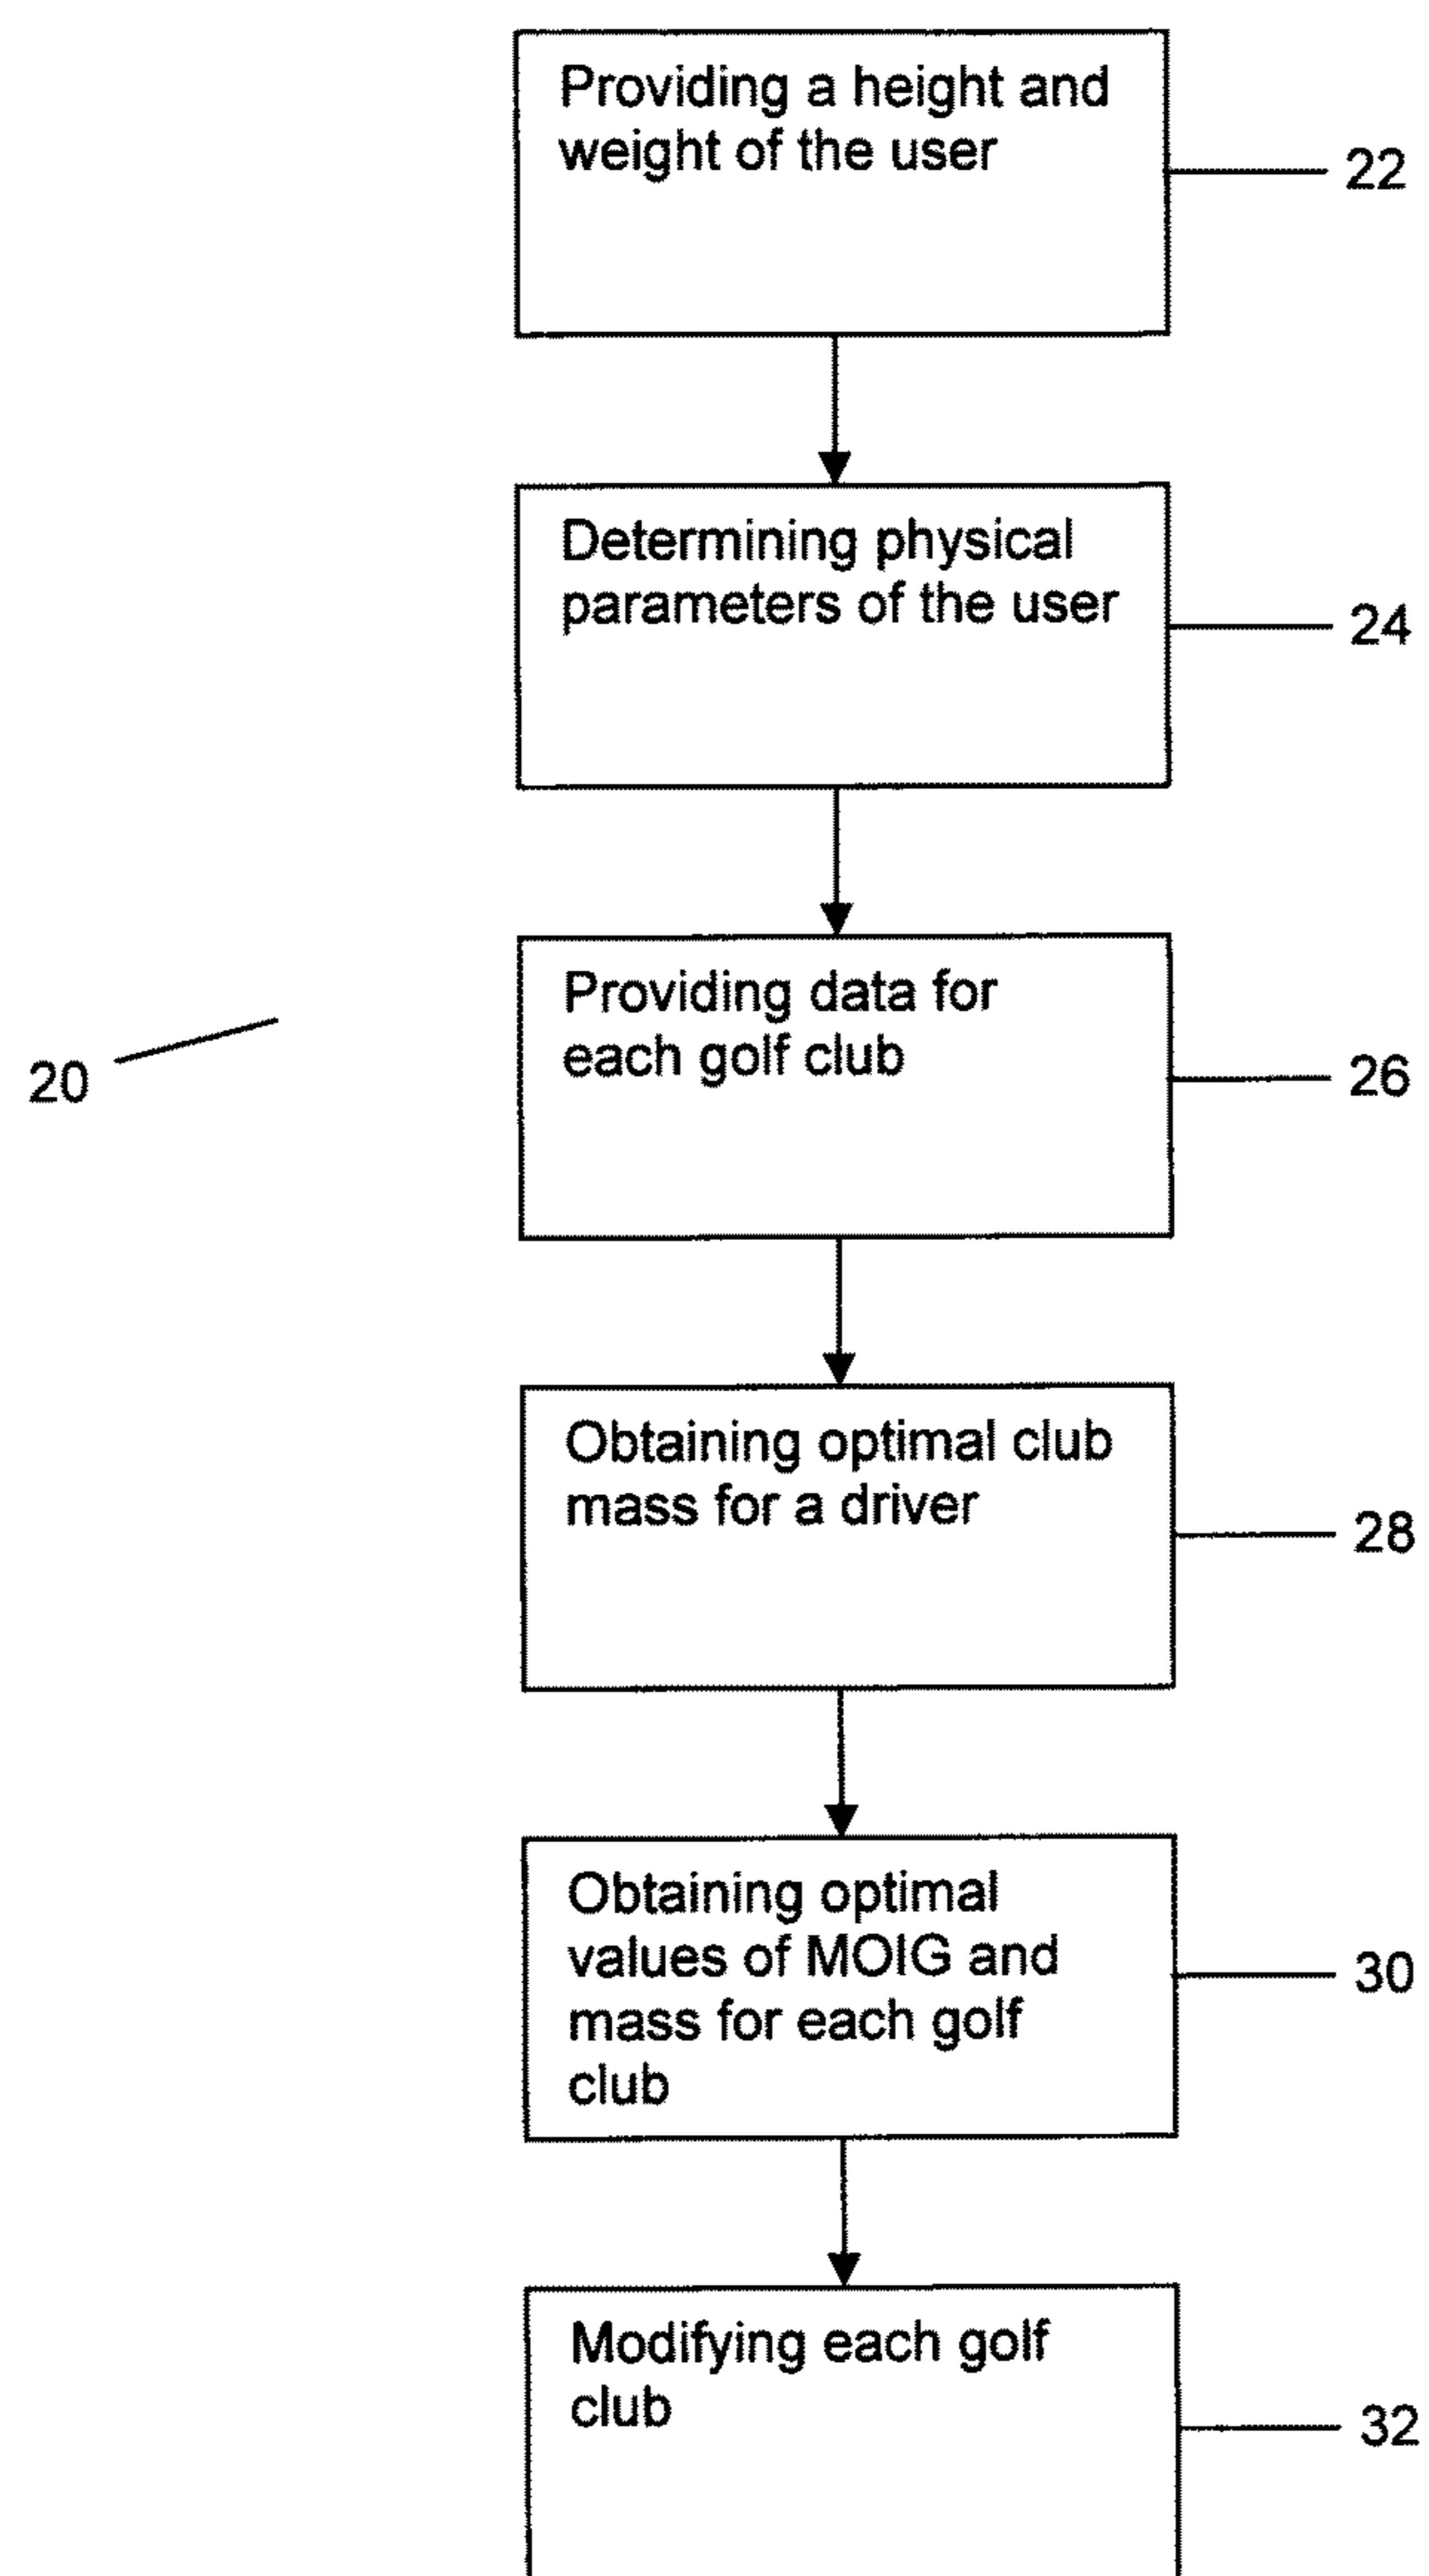 Providing a height and
weight of the user
22
Determining physical
parameters of the user
24
Providing data for
each golf club
26
20
Obtaining optimal club
mass for a driver
28
Obtaining optimal
values of MOIG and
mass for each golf
club
30
Modifying each golf
club
32